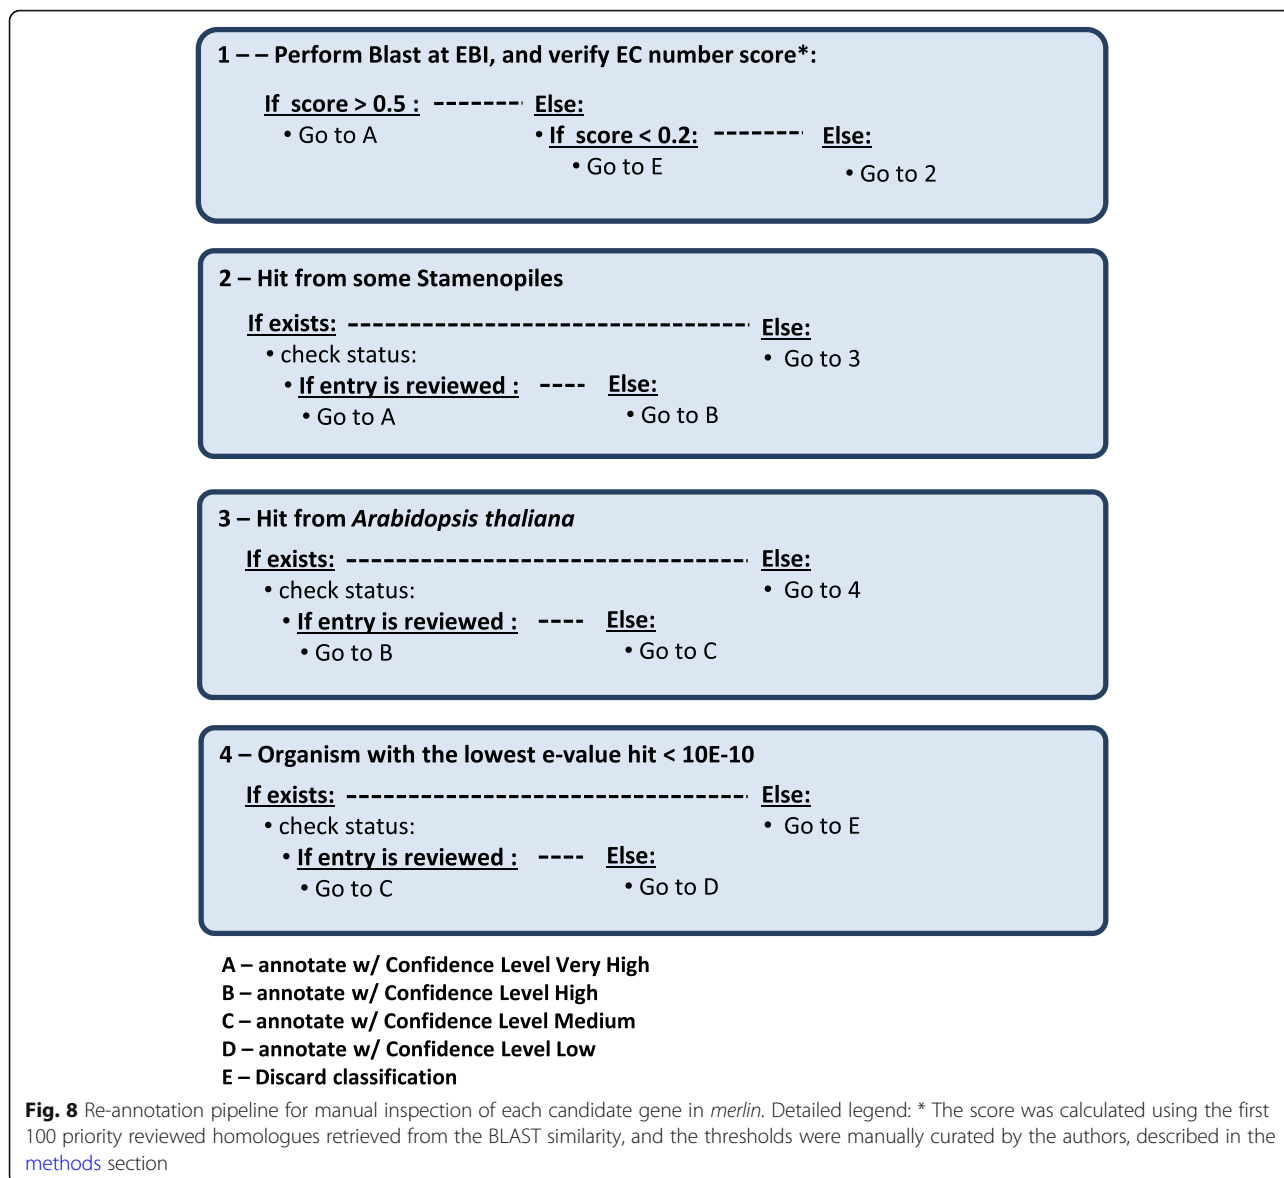 1 – – Perform Blast at EBI, and verify EC number score*:
If score > 0.5 : Else:
• Go to A • If score < 0.2: Else:
• Go to E • Go to 2
2 – Hit from some Stamenopiles
If exists: Else:
• check status: • Go to 3
• If entry is reviewed : Else:
• Go to A • Go to B
3 – Hit from Arabidopsis thaliana
If exists: Else:
• check status: • Go to 4
• If entry is reviewed : Else:
• Go to B • Go to C
4 – Organism with the lowest e-value hit < 10E-10
If exists: Else:
• check status: • Go to E
• If entry is reviewed : Else:
• Go to C • Go to D
A – annotate w/ Confidence Level Very High
B – annotate w/ Confidence Level High
C – annotate w/ Confidence Level Medium
D – annotate w/ Confidence Level Low
E – Discard classification
Fig. 8 Re-annotation pipeline for manual inspection of each candidate gene in merlin. Detailed legend: * The score was calculated using the first
100 priority reviewed homologues retrieved from the BLAST similarity, and the thresholds were manually curated by the authors, described in the
methods section